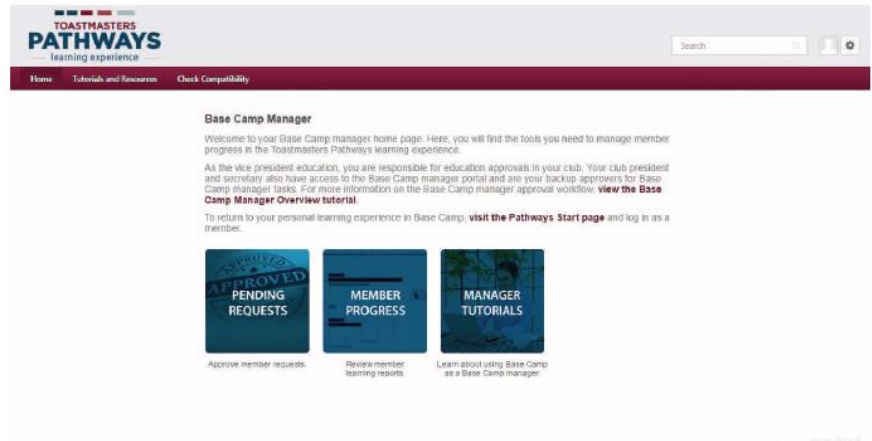 TOASTMASTERS
PATHWAYS
learning experience
Search
Home Tutorials and Resources Check Compatibility
Base Camp Manager
Welcome to your Base Camp manager home page. Here, you will find the tools you need to manage member
progress in the Toastmasters Pathways learning experience.
As the vice president education, you are responsible for education approvals in your club. Your club president
and secretary also have access to the Base Camp manager portal and are your backup approvers for Base
Camp manager tasks. For more information on the Base Camp manager approval workflow, view the Base
Camp Manager Overview tutorial.
To return to your personal learning experience in Base Camp, visit the Pathways Start page and log in as a
member.
APPROVED
APPROVED
PENDING
REQUESTS
MEMBER
PROGRESS
MANAGER
TUTORIALS
Approve member requests.
Review member
learning reports.
Learn about using Base Camp
as a Base Camp manager.